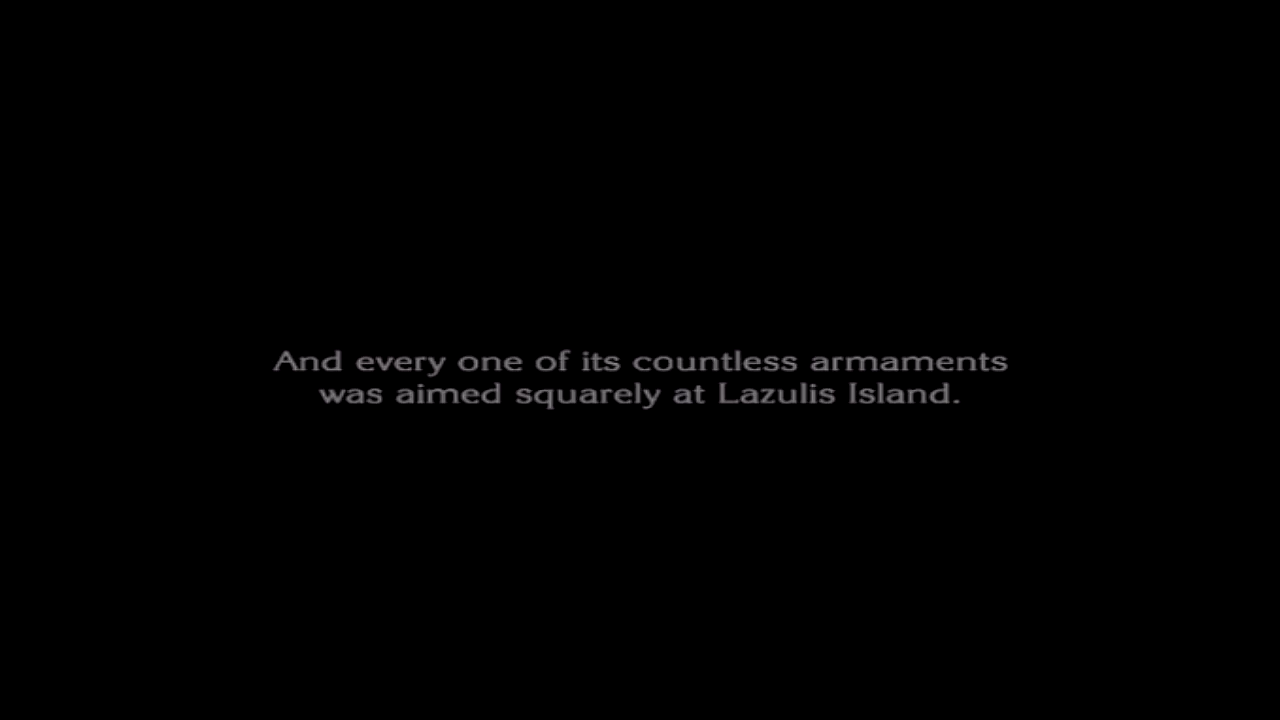 And every one of its countless armaments
was aimed squarely at Lazulis Island.